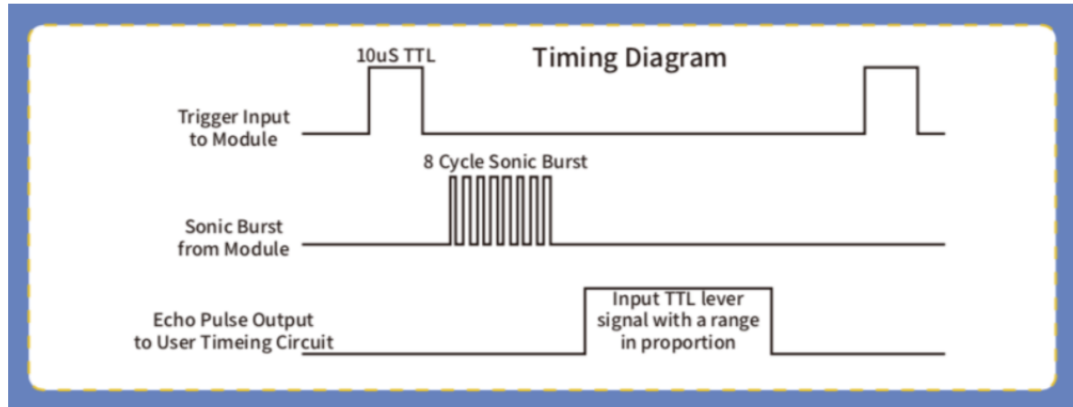 10uS TTL
Timing Diagram
Trigger Input
to Module
8 Cycle Sonic Burst
Sonic Burst
from Module
Input TTL lever
signal with a range
in proportion
Echo Pulse Output
to User Timeing Circuit